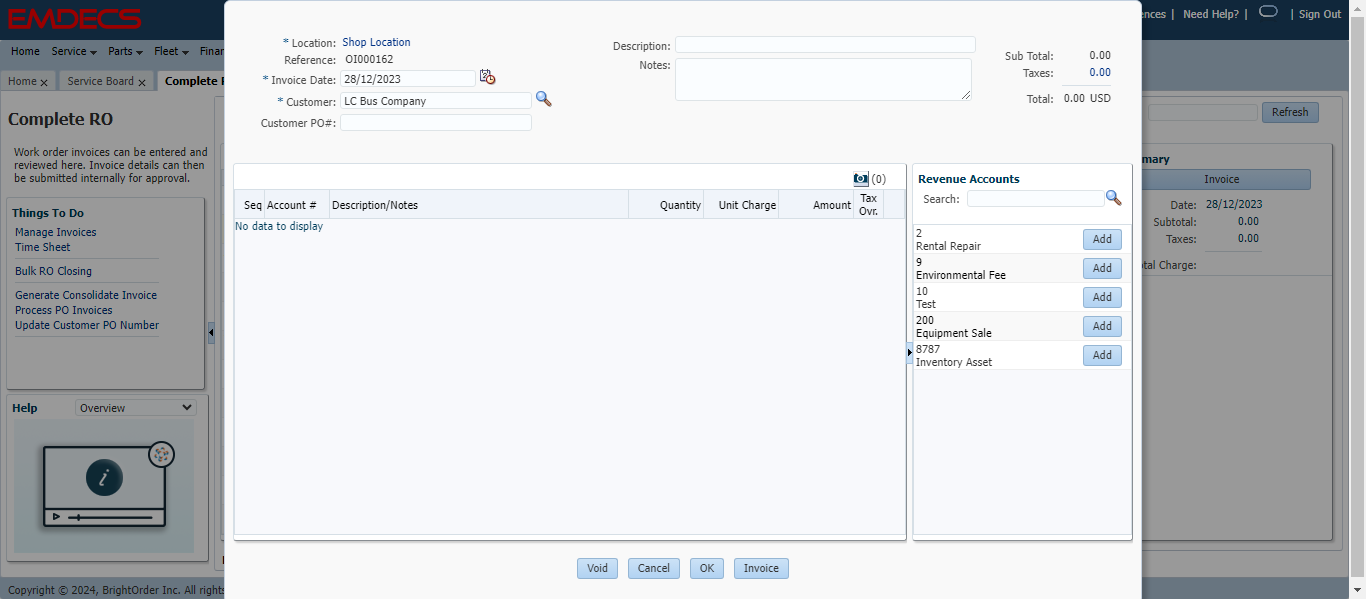 EMDECS
ences | Need Help? | | Sign Out
Home Service Parts Fleet Finan
Home x Service Board x Complete R
Complete RO
Work order invoices can be entered and
reviewed here. Invoice details can then
be submitted internally for approval.
Things To Do
Manage Invoices
Time Sheet
Bulk RO Closing
Generate Consolidate Invoice
Process PO Invoices
Update Customer PO Number
Help Overview
i
Copyright © 2024, BrightOrder Inc. All rights
* Location: Shop Location
Reference: OI000162
* Invoice Date: 28/12/2023
* Customer: LC Bus Company
Customer PO#:
Description:
Notes:
Sub Total: 0.00
Taxes: 0.00
Total: 0.00 USD
(0)
Seq Account # Description/Notes Quantity Unit Charge Amount Tax Ovr.
No data to display
Revenue Accounts
Search:
2
Rental Repair Add
9
Environmental Fee Add
10
Test Add
200
Equipment Sale Add
8787
Inventory Asset Add
Void Cancel OK Invoice
Refresh
mary
Invoice
Date: 28/12/2023
Subtotal: 0.00
Taxes: 0.00
tal Charge: